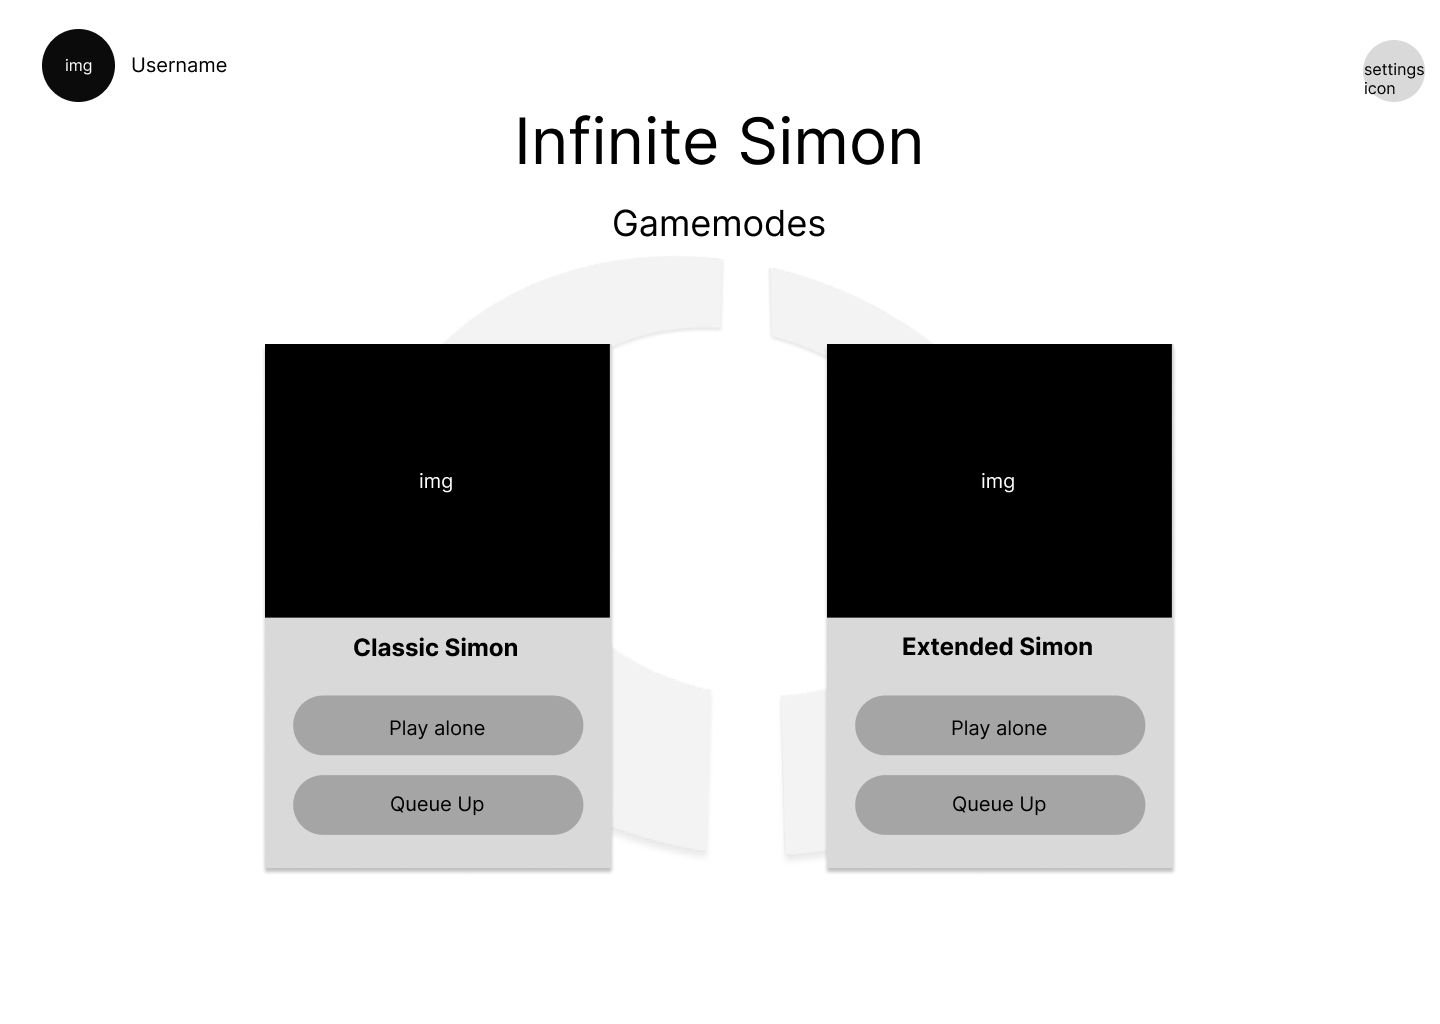 img
Username
settings
icon
Infinite Simon
Gamemodes
img
img
Classic Simon
Extended Simon
Play alone
Play alone
Queue Up
Queue Up